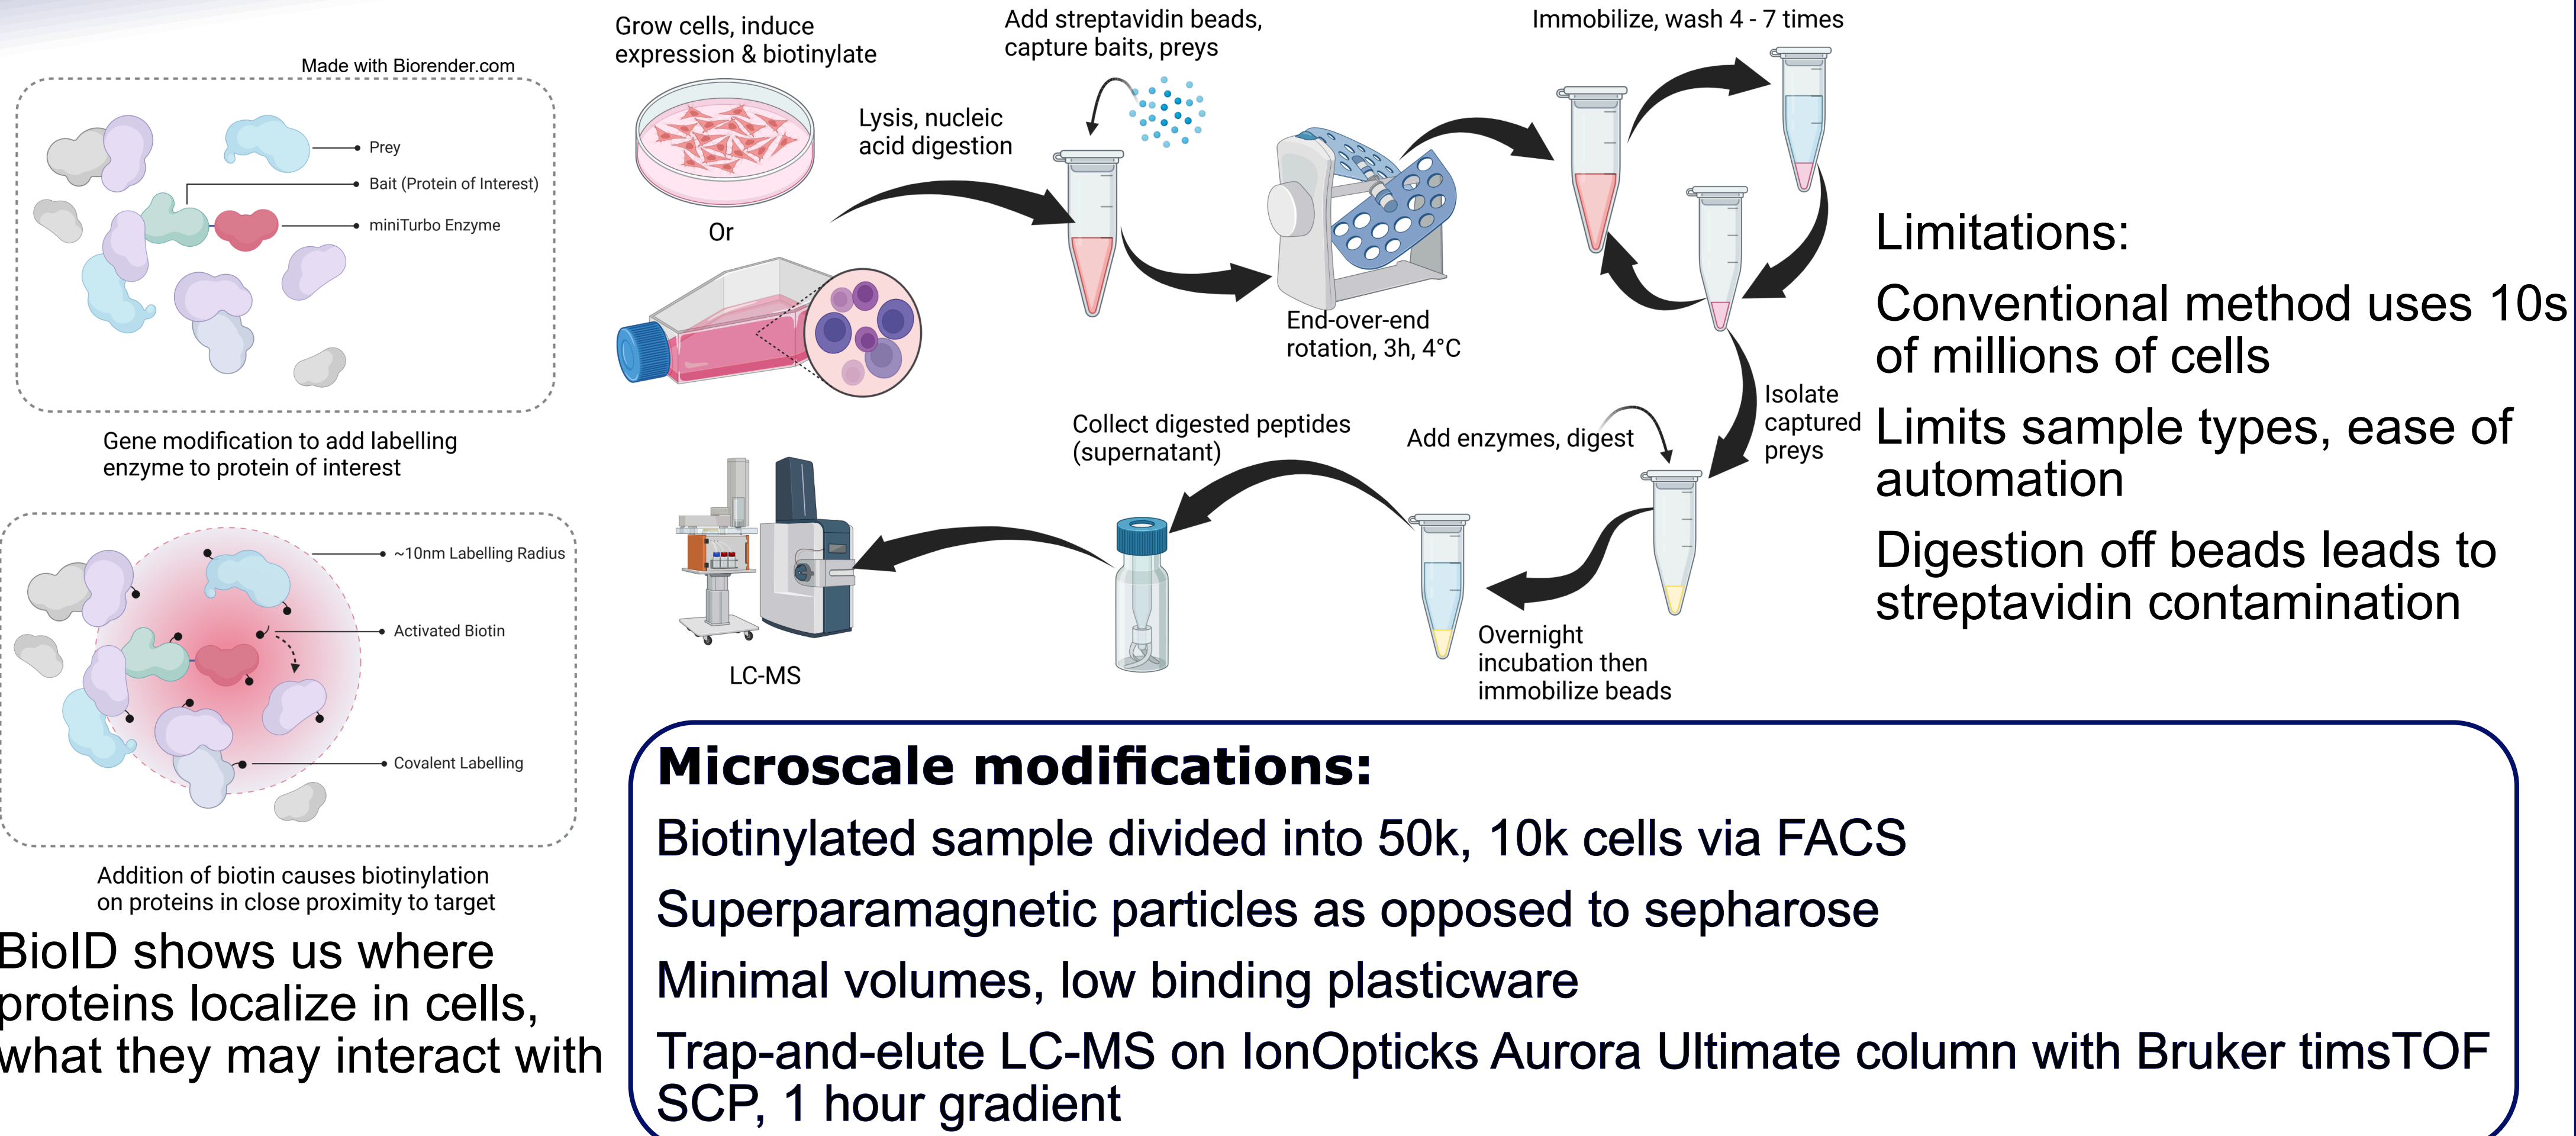 Made with Biorender.com
Prey
Bait (Protein of Interest)
miniTurbo Enzyme
Gene modification to add labelling
enzyme to protein of interest
~10nm Labelling Radius
Activated Biotin
Covalent Labelling
Addition of biotin causes biotinylation
on proteins in close proximity to target
BioID shows us where
proteins localize in cells,
what they may interact with
Grow cells, induce
expression & biotinylate
Or
Lysis, nucleic
acid digestion
Add streptavidin beads,
capture baits, preys
End-over-end
rotation, 3h, 4°C
Immobilize, wash 4 - 7 times
Isolate
captured
preys
Add enzymes, digest
Overnight
incubation then
immobilize beads
Collect digested peptides
(supernatant)
LC-MS
Limitations:
Conventional method uses 10s
of millions of cells
Limits sample types, ease of
automation
Digestion off beads leads to
streptavidin contamination
Microscale modifications:
Biotinylated sample divided into 50k, 10k cells via FACS
Superparamagnetic particles as opposed to sepharose
Minimal volumes, low binding plasticware
Trap-and-elute LC-MS on IonOpticks Aurora Ultimate column with Bruker timsTOF
SCP, 1 hour gradient